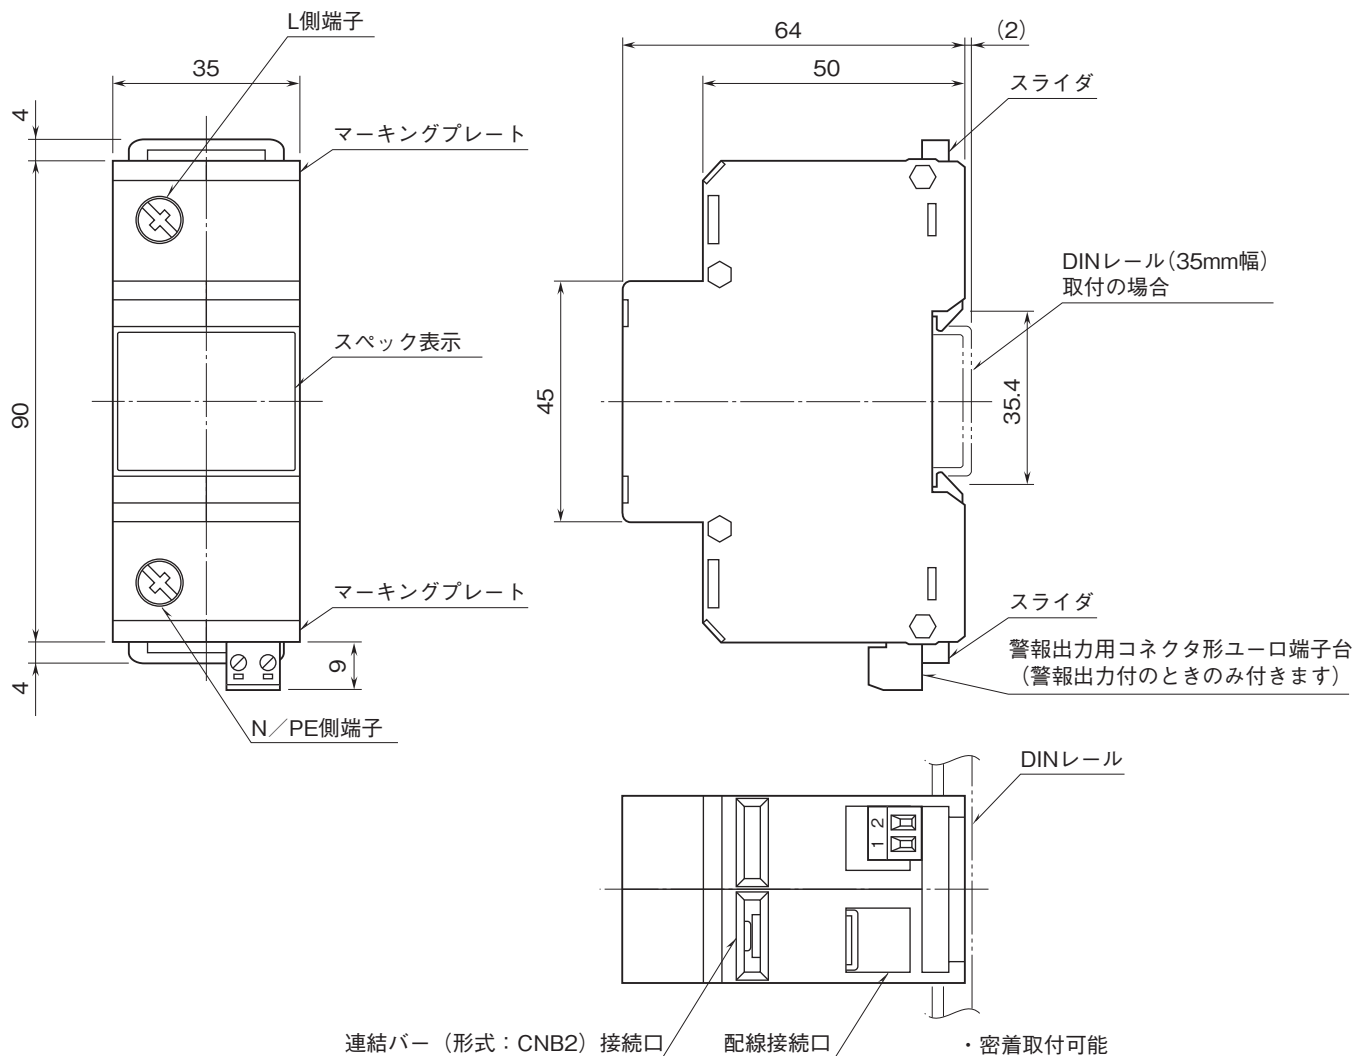 L側端子
35
4
マーキングプレート
スペック表示
90
マーキングプレート
9
4
N／PE側端子
64
(2)
50
スライダ
DINレール(35mm幅)
取付の場合
45
35.4
スライダ
警報出力用コネクタ形ユーロ端子台
（警報出力付のときのみ付きます）
DINレール
1 2
連結バー（形式：CNB2）接続口
配線接続口
・密着取付可能